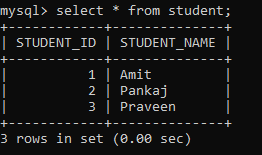 mysql> select * from student;
+------------+--------------+
| STUDENT_ID | STUDENT_NAME |
+------------+--------------+
|          1 | Amit         |
|          2 | Pankaj       |
|          3 | Praveen      |
+------------+--------------+
3 rows in set (0.00 sec)